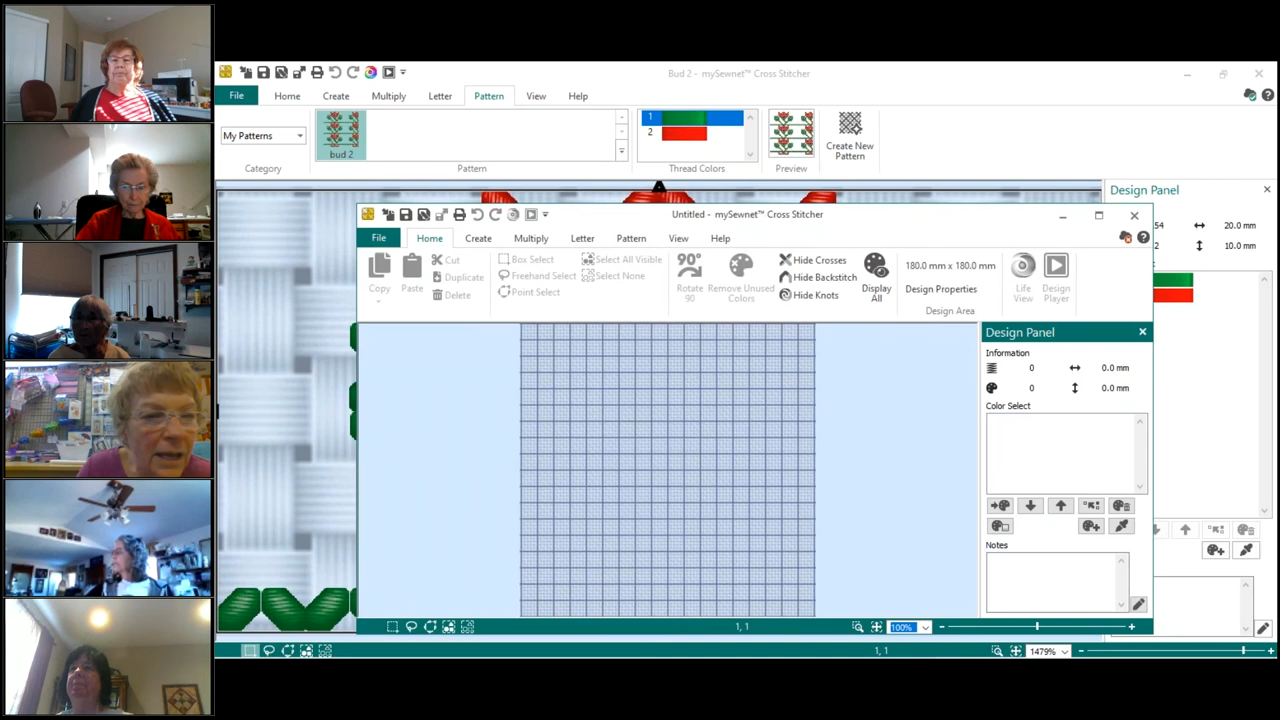 Bud 2 - mySewnet™ Cross Stitcher
File Home Create Multiply Letter Pattern View Help
My Patterns
bud 2
1
2
Create New
Pattern
Category Pattern Thread Colors Preview
Design Panel
54 20.0 mm
2 10.0 mm
Untitled - mySewnet™ Cross Stitcher
File Home Create Multiply Letter Pattern View Help
Copy
Paste
Cut
Duplicate
Delete
Box Select
Freehand Select
Point Select
Select All Visible
Select None
90°
Rotate
90
Remove Unused
Colors
Hide Crosses
Hide Backstitch
Hide Knots
Display
All
180.0 mm x 180.0 mm
Design Properties
Design Area
Life
View
Design
Player
Design Panel
Information
0 0.0 mm
0 0.0 mm
Color Select
Notes
1, 1
100%
1, 1
1479%